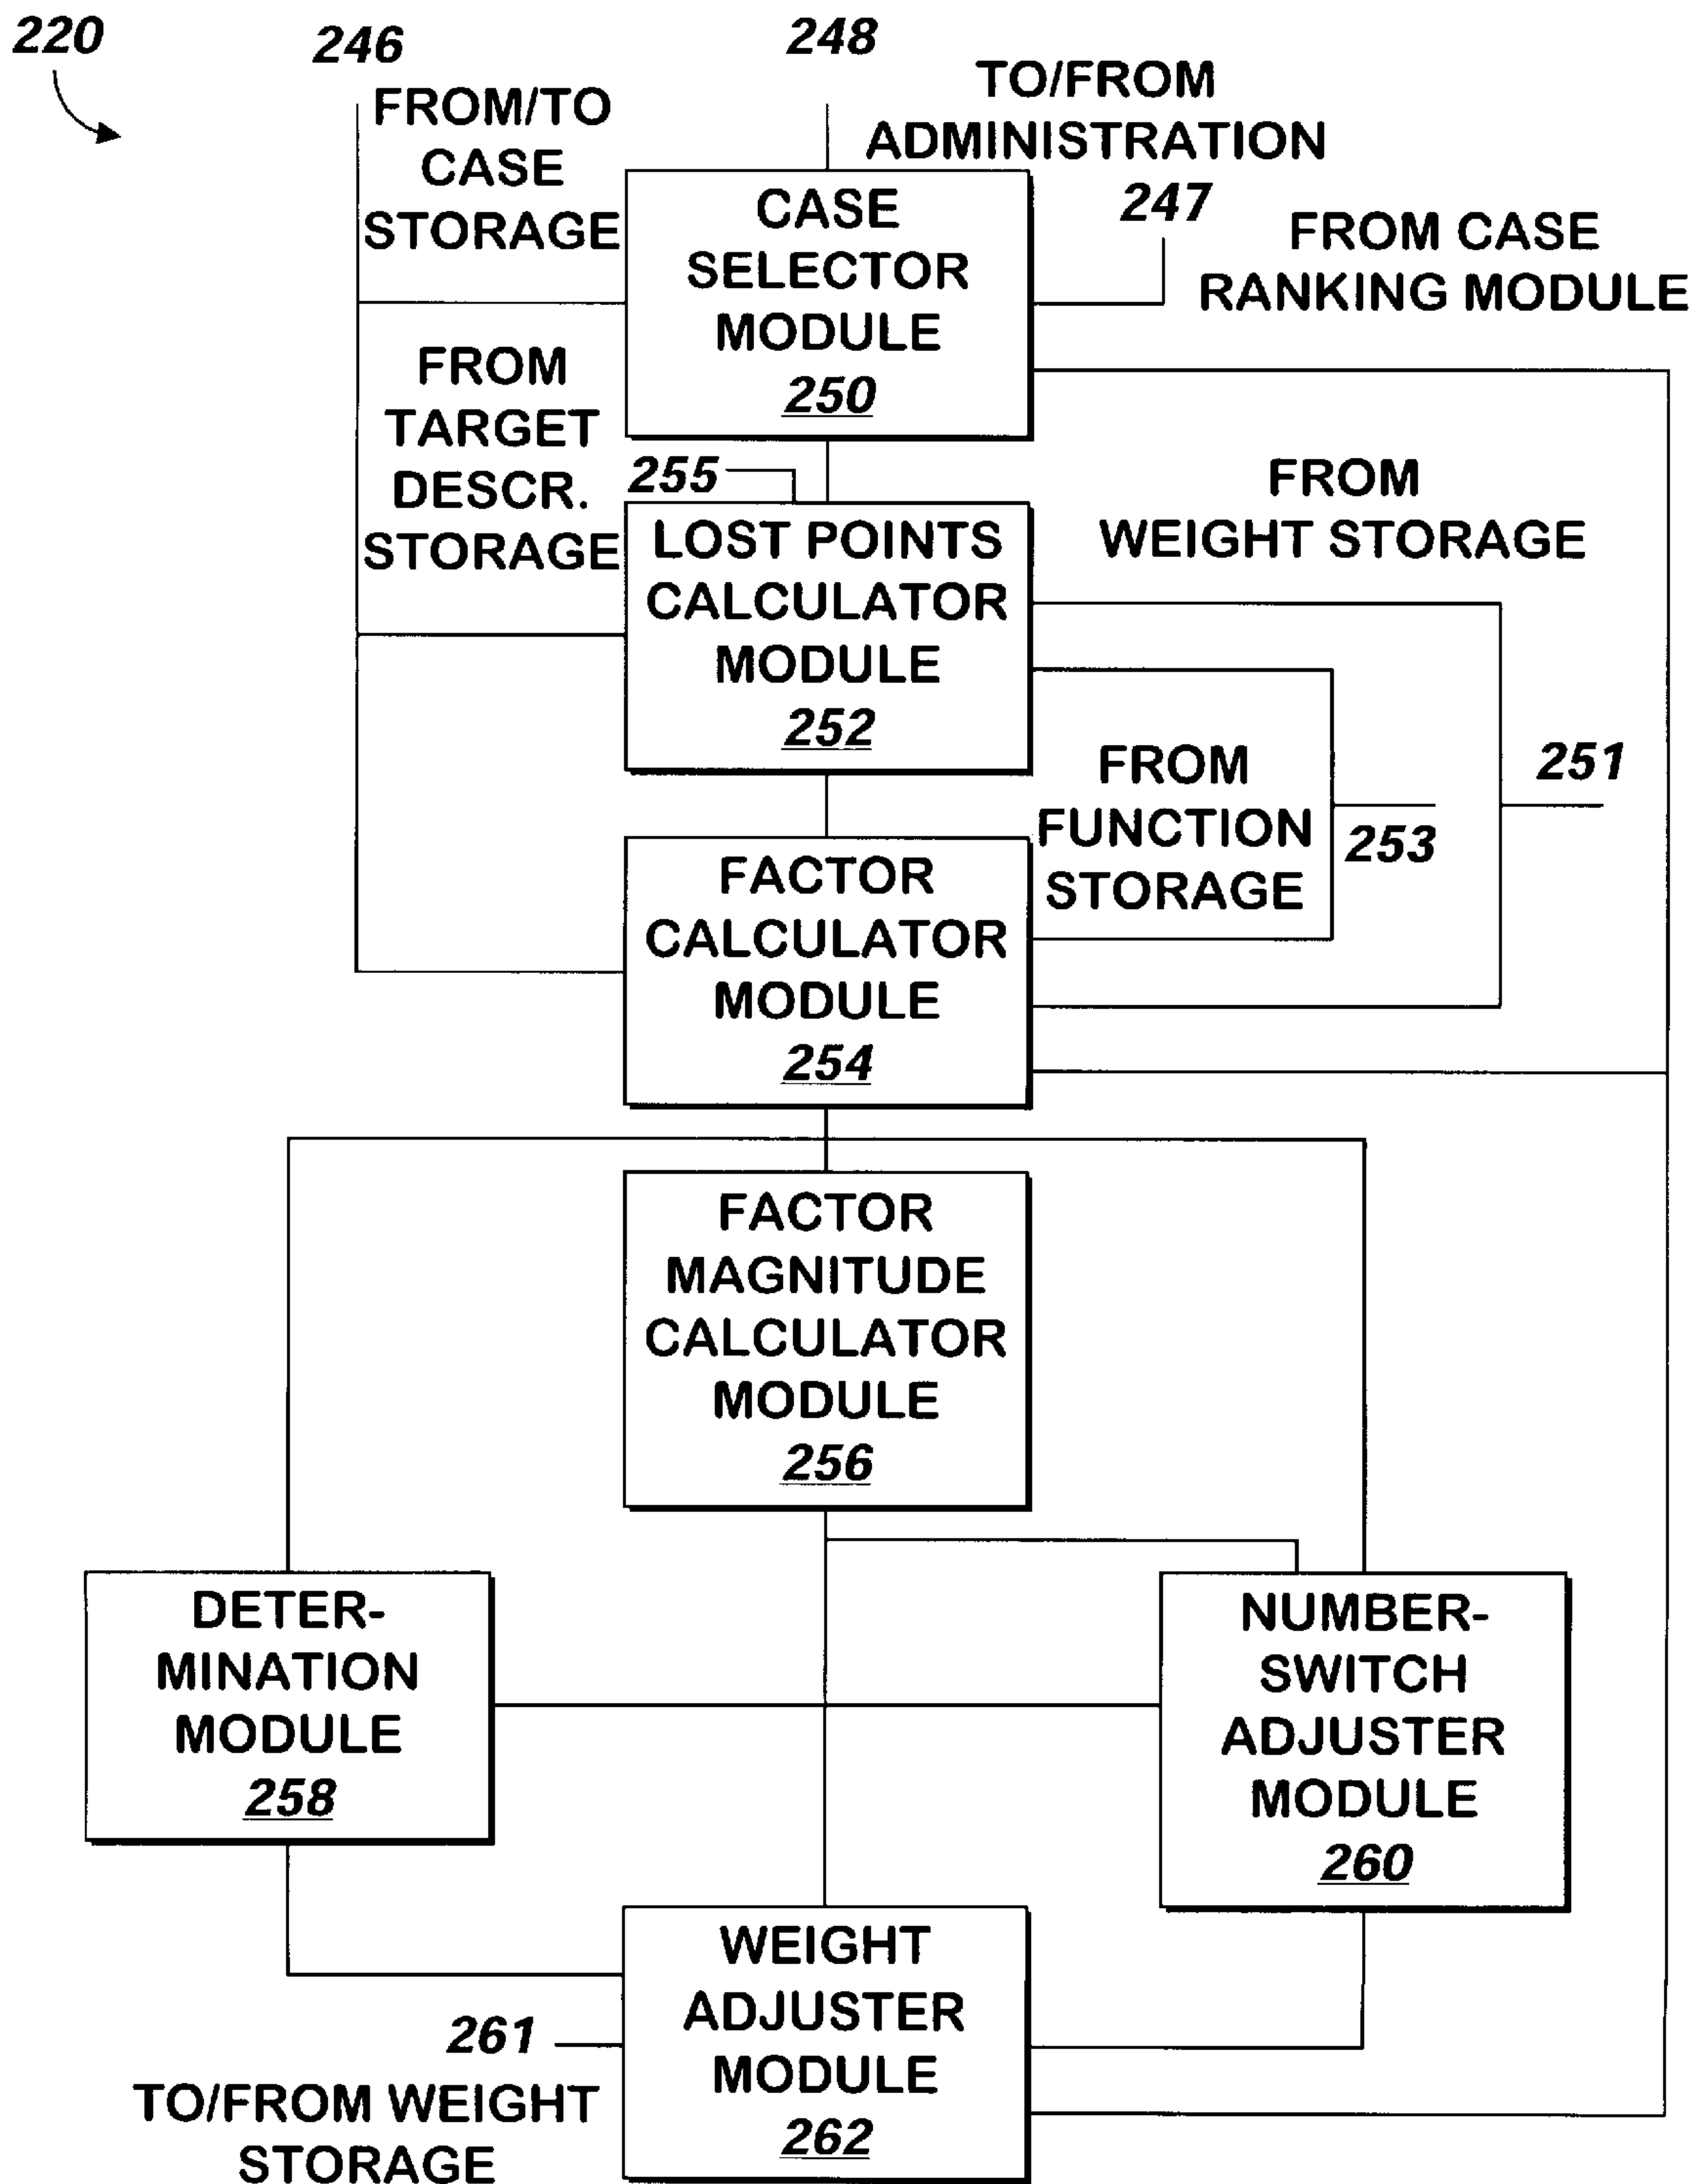 220
246
248
FROM/TO
CASE
STORAGE
TO/FROM
ADMINISTRATION
247
FROM CASE
RANKING MODULE
CASE
SELECTOR
MODULE
250
FROM
TARGET
DESCR.
STORAGE
255
LOST POINTS
CALCULATOR
MODULE
252
FROM
WEIGHT STORAGE
251
FROM
FUNCTION
STORAGE
253
FACTOR
CALCULATOR
MODULE
254
FACTOR
MAGNITUDE
CALCULATOR
MODULE
256
DETER-
MINATION
MODULE
258
NUMBER-
SWITCH
ADJUSTER
MODULE
260
WEIGHT
ADJUSTER
MODULE
262
261
TO/FROM WEIGHT
STORAGE